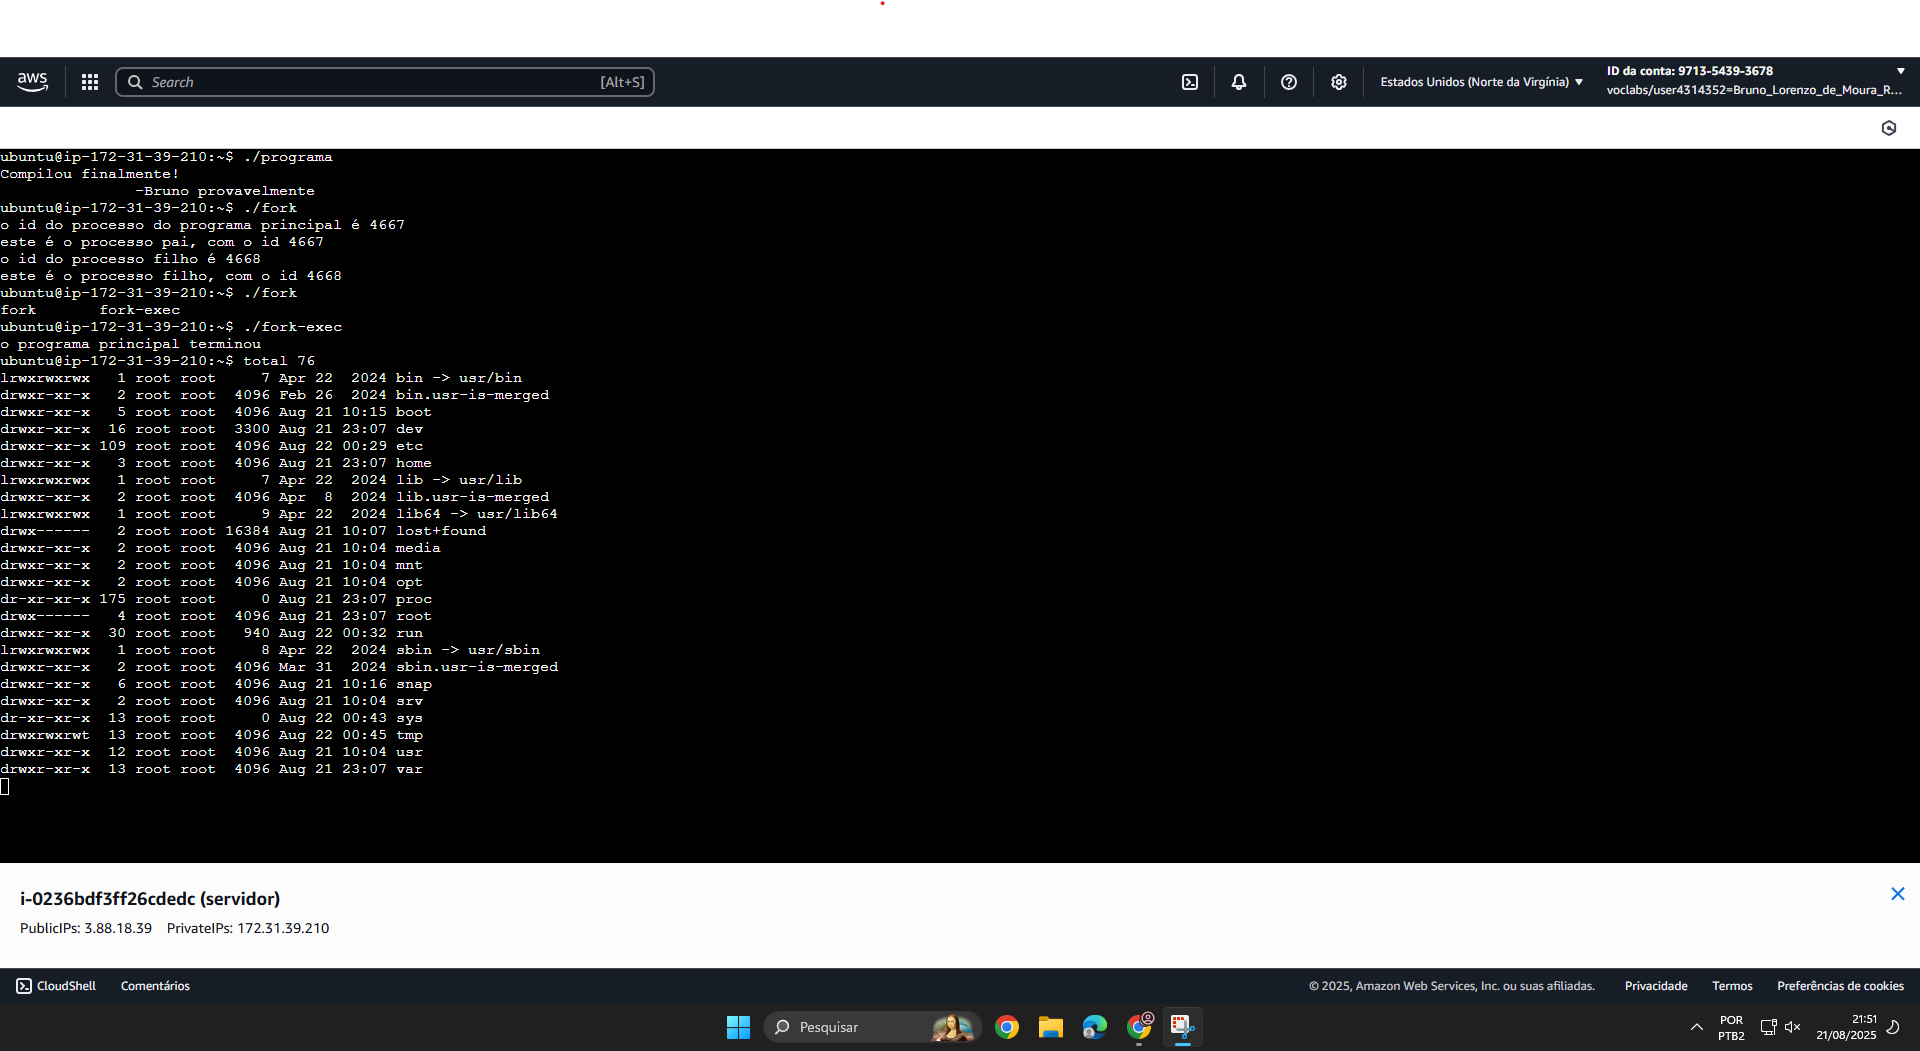 aws
Search [Alt+S]
Estados Unidos (Norte da Virgínia)
ID da conta: 9713-5439-3678
voclabs/user4314352=Bruno_Lorenzo_de_Moura_R...
ubuntu@ip-172-31-39-210:~$ ./programa
Compilou finalmente!
-Bruno provavelmente
ubuntu@ip-172-31-39-210:~$ ./fork
o id do processo do programa principal é 4667
este é o processo pai, com o id 4667
o id do processo filho é 4668
este é o processo filho, com o id 4668
ubuntu@ip-172-31-39-210:~$ ./fork
fork       fork-exec
ubuntu@ip-172-31-39-210:~$ ./fork-exec
o programa principal terminou
ubuntu@ip-172-31-39-210:~$ total 76
lrwxrwxrwx   1 root root     7 Apr 22  2024 bin -> usr/bin
drwxr-xr-x   2 root root  4096 Feb 26  2024 bin.usr-is-merged
drwxr-xr-x   5 root root  4096 Aug 21 10:15 boot
drwxr-xr-x  16 root root  3300 Aug 21 23:07 dev
drwxr-xr-x 109 root root  4096 Aug 22 00:29 etc
drwxr-xr-x   3 root root  4096 Aug 21 23:07 home
lrwxrwxrwx   1 root root     7 Apr 22  2024 lib -> usr/lib
drwxr-xr-x   2 root root  4096 Apr  8  2024 lib.usr-is-merged
lrwxrwxrwx   1 root root     9 Apr 22  2024 lib64 -> usr/lib64
drwx------   2 root root 16384 Aug 21 10:07 lost+found
drwxr-xr-x   2 root root  4096 Aug 21 10:04 media
drwxr-xr-x   2 root root  4096 Aug 21 10:04 mnt
drwxr-xr-x   2 root root  4096 Aug 21 10:04 opt
dr-xr-xr-x 175 root root     0 Aug 21 23:07 proc
drwx------   4 root root  4096 Aug 21 23:07 root
drwxr-xr-x  30 root root   940 Aug 22 00:32 run
lrwxrwxrwx   1 root root     8 Apr 22  2024 sbin -> usr/sbin
drwxr-xr-x   2 root root  4096 Mar 31  2024 sbin.usr-is-merged
drwxr-xr-x   6 root root  4096 Aug 21 10:16 snap
drwxr-xr-x   2 root root  4096 Aug 21 10:04 srv
dr-xr-xr-x  13 root root     0 Aug 22 00:43 sys
drwxrwxrwt  13 root root  4096 Aug 22 00:45 tmp
drwxr-xr-x  12 root root  4096 Aug 21 10:04 usr
drwxr-xr-x  13 root root  4096 Aug 21 23:07 var
i-0236bdf3ff26cdedc (servidor)
PublicIPs: 3.88.18.39 PrivateIPs: 172.31.39.210
CloudShell Comentários © 2025, Amazon Web Services, Inc. ou suas afiliadas. Privacidade Termos Preferências de cookies
Pesquisar
POR
PTB2
21:51
21/08/2025